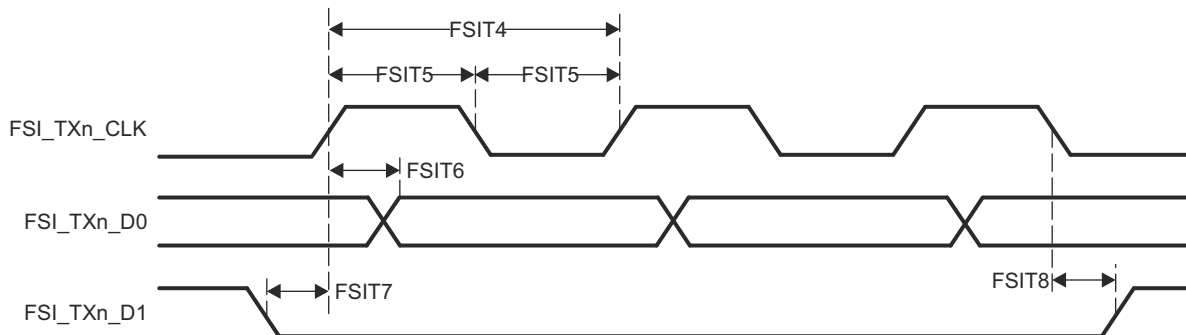 FSIT4
FSIT5 FSIT5
FSI_TXn_CLK
FSIT6
FSI_TXn_D0
FSIT7 FSIT8
FSI_TXn_D1